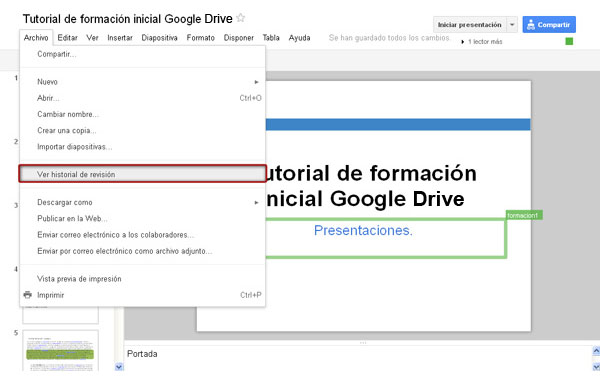 Tutorial de formación inicial Google Drive
Iniciar presentación
Compartir
Archivo Editar Ver Insertar Diapositiva Formato Disponer Tabla Ayuda
Se han guardado todos los cambios.
1 lector más
Compartir...
Nuevo
Abrir... Ctrl+O
Cambiar nombre...
Crear una copia...
Importar diapositivas...
Ver historial de revisión
Descargar como
Publicar en la Web...
Enviar correo electrónico a los colaboradores...
Enviar por correo electrónico como archivo adjunto...
Vista previa de impresión
Imprimir Ctrl+P
1
2
4
5
utorial de formación
inicial Google Drive
formacion1
Presentaciones.
Portada